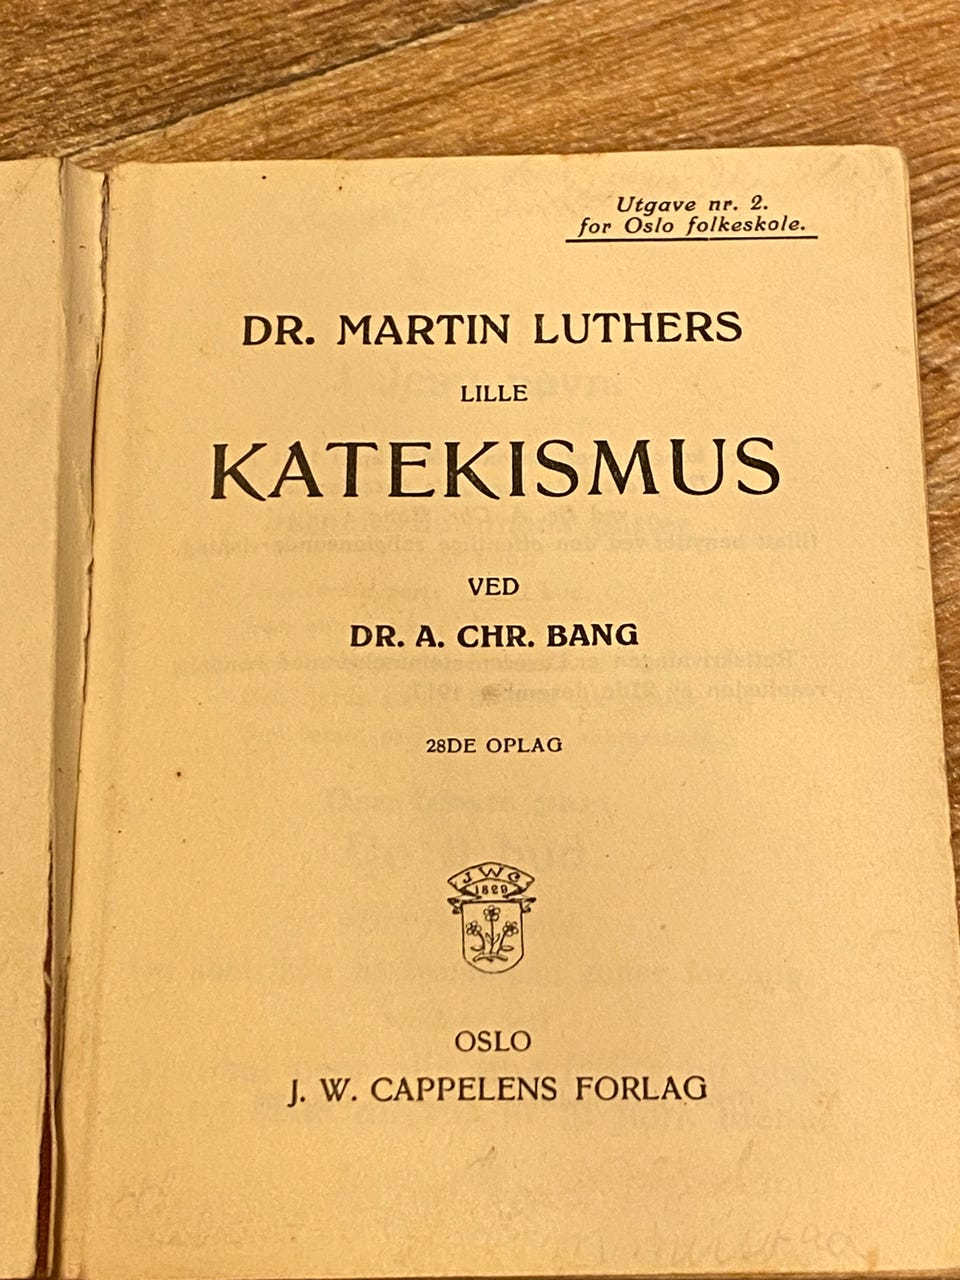 Utgave nr. 2.
for Oslo folkeskole.
DR. MARTIN LUTHERS
LILLE
KATEKISMUS
VED
DR. A. CHR. BANG
28DE OPLAG
JWC
1829
OSLO
J. W. CAPPELENS FORLAG